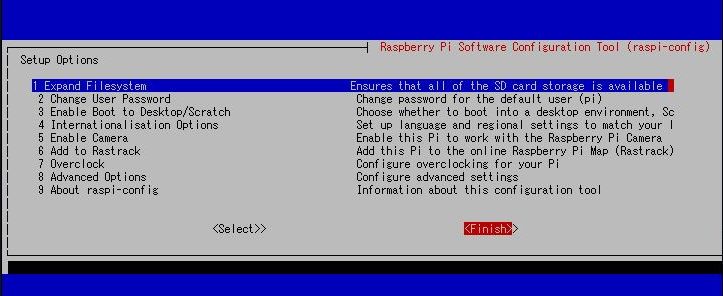 Raspberry Pi Software Configuration Tool (raspi-config)
Setup Options
1 Expand Filesystem Ensures that all of the SD card storage is available
2 Change User Password Change password for the default user (pi)
3 Enable Boot to Desktop/Scratch Choose whether to boot into a desktop environment, Sc
4 Internationalisation Options Set up language and regional settings to match your l
5 Enable Camera Enable this Pi to work with the Raspberry Pi Camera
6 Add to Rastrack Add this Pi to the online Raspberry Pi Map (Rastrack)
7 Overclock Configure overclocking for your Pi
8 Advanced Options Configure advanced settings
9 About raspi-config Information about this configuration tool
<Select>> <Finish>>